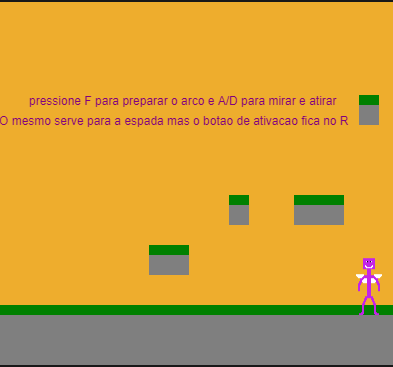 pressione F para preparar o arco e A/D para mirar e atirar
O mesmo serve para a espada mas o botao de ativacao fica no R